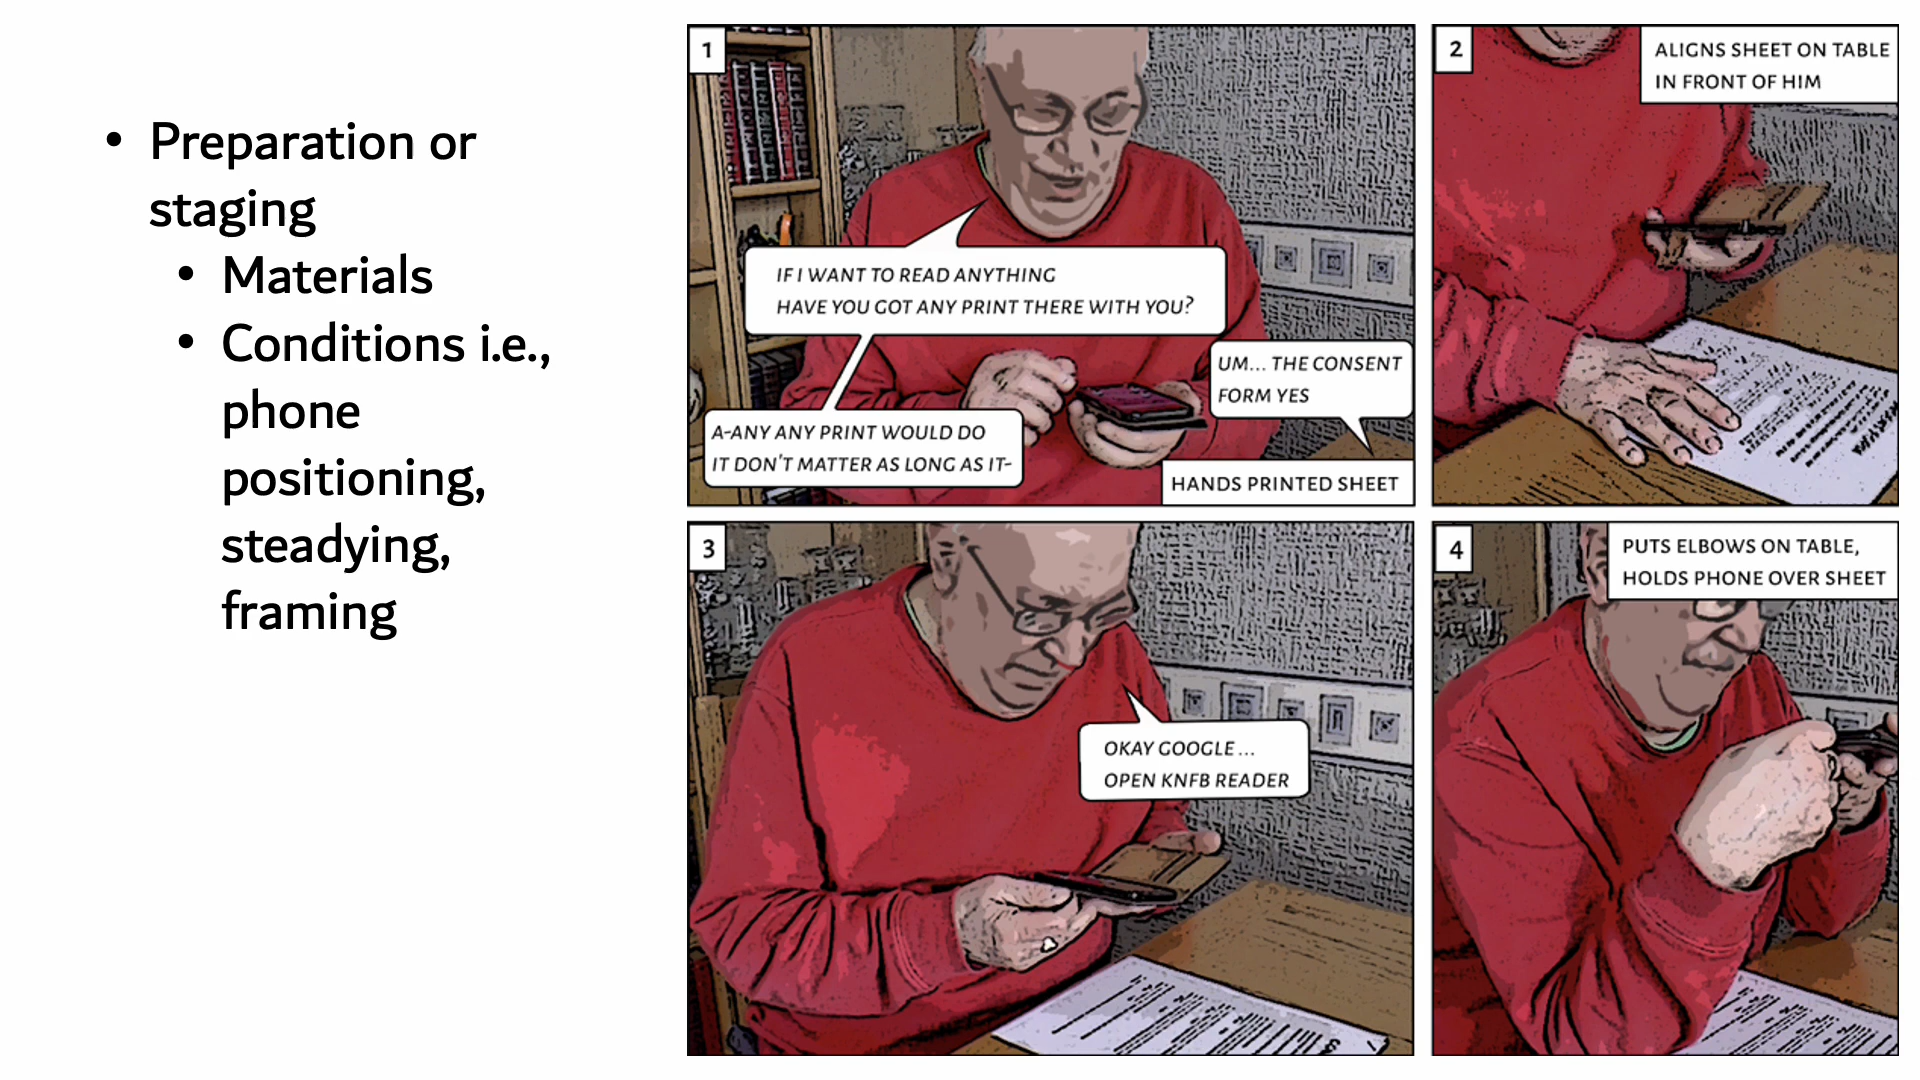 • Preparation or
staging
• Materials
• Conditions i.e.,
phone
positioning,
steadying,
framing
1
IF I WANT TO READ ANYTHING
HAVE YOU GOT ANY PRINT THERE WITH YOU?
UM... THE CONSENT
FORM YES
A-ANY ANY PRINT WOULD DO
IT DON'T MATTER AS LONG AS IT-
HANDS PRINTED SHEET
2
ALIGNS SHEET ON TABLE
IN FRONT OF HIM
3
OKAY GOOGLE ...
OPEN KNFB READER
4
PUTS ELBOWS ON TABLE,
HOLDS PHONE OVER SHEET